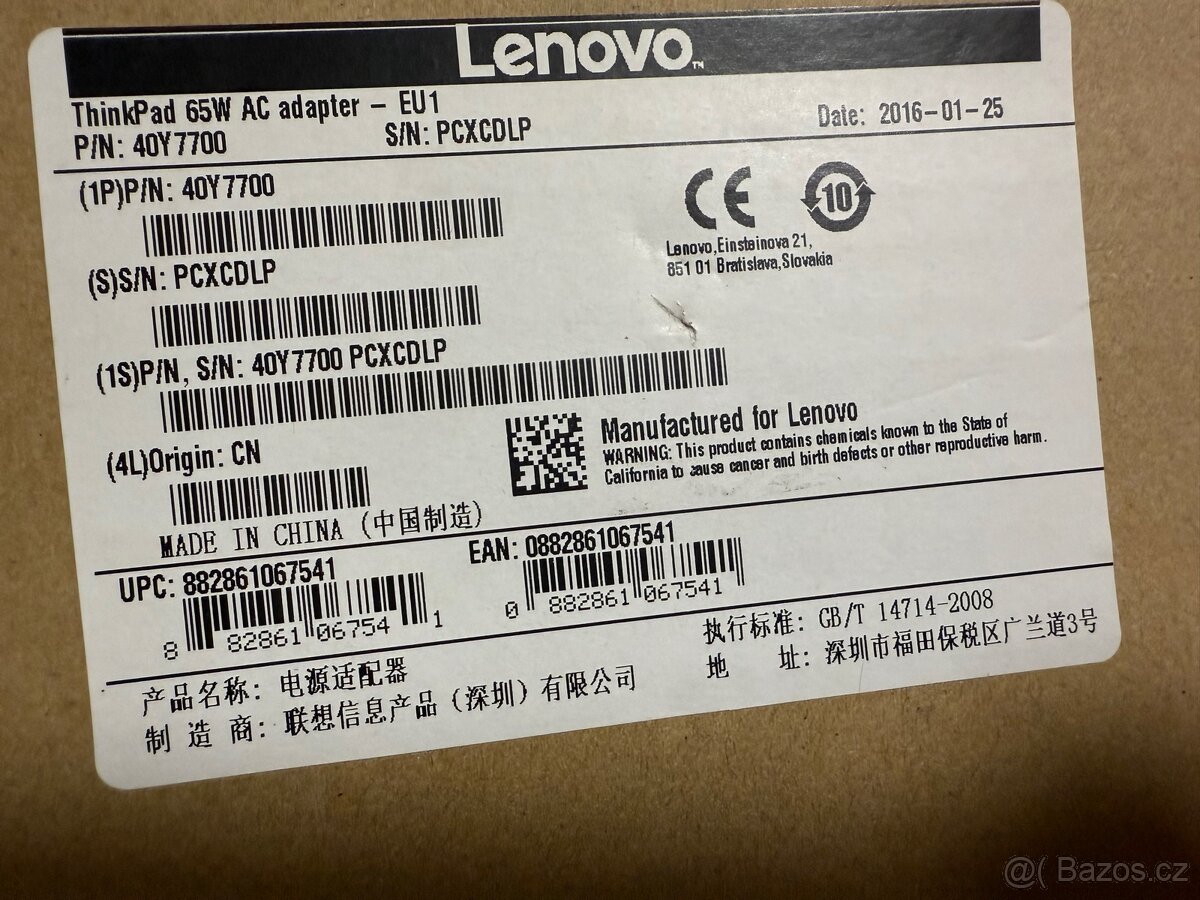 Lenovo™
ThinkPad 65W AC adapter - EU1
P/N: 40Y7700 S/N: PCXCDLP Date: 2016-01-25
(1P)P/N: 40Y7700
CE 10
Lenovo,Einsteinova 21,
851 01 Bratislava,Slovakia
(S)S/N: PCXCDLP
(1S)P/N, S/N: 40Y7700 PCXCDLP
(4L)Origin: CN
MADE IN CHINA (中国制造)
Manufactured for Lenovo
WARNING: This product contains chemicals known to the State of
California to cause cancer and birth defects or other reproductive harm.
UPC: 882861067541
8 82861 06754 1
EAN: 0882861067541
0 882861 067541
产品名称: 电源适配器
制 造 商: 联想信息产品 (深圳) 有限公司
执行标准: GB/T 14714-2008
地 址: 深圳市福田保税区广兰道3号
@( Bazos.cz